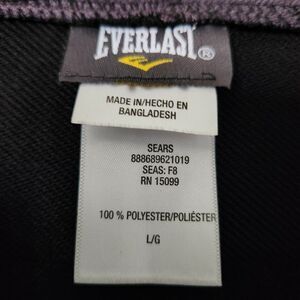 EVERLAST®
MADE IN/HECHO EN
BANGLADESH
SEARS
888689621019
SEAS: F8
RN 15099
100 % POLYESTER/POLIÉSTER
L/G